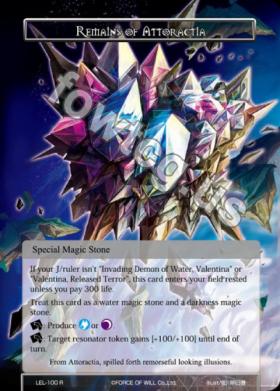 Remains of Attoractia
Special Magic Stone
If your J/ruler isn't "Invading Demon of Water, Valentina" or
"Valentina, Released Terror", this card enters your field rested
unless you pay 300 life.
Treat this card as a water magic stone and a darkness magic
stone.
: Produce or .
: Target resonator token gains [-100/+100] until end of
turn.
From Attoractia, spilled forth remorseful looking illusions.
LEL-100 R
©FORCE OF WILL Co.,Ltd.
Illust/